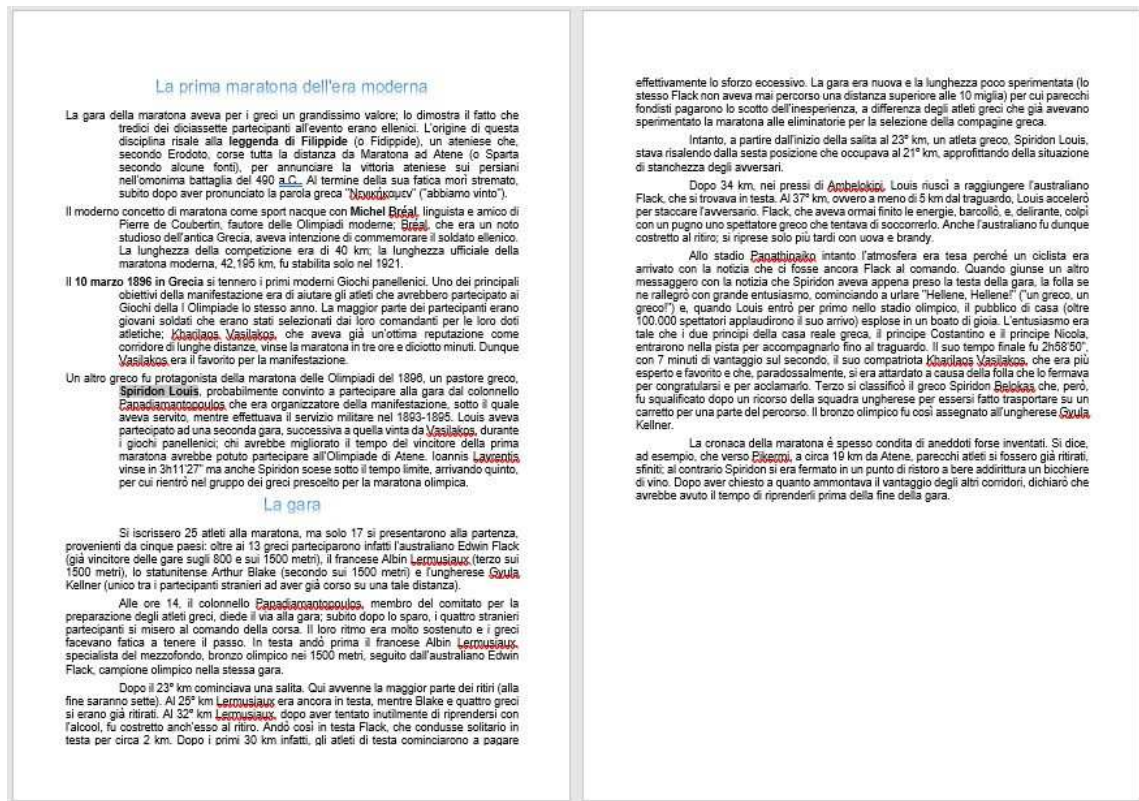 La prima maratona dell'era moderna
La gara della maratona aveva per i greci un grandissimo valore; lo dimostra il fatto che
tredici dei diciassette partecipanti all'evento erano ellenici. L'origine di questa
disciplina risale alla leggenda di Filippide (o Fidippide), un ateniese che,
secondo Erodoto, corse tutta la distanza da Maratona ad Atene (o Sparta
secondo alcune fonti), per annunciare la vittoria ateniese sui persiani
nell'omonima battaglia del 490 a.C.. Al termine della sua fatica morì stremato,
subito dopo aver pronunciato la parola greca "Νενικήκαμεν" ("abbiamo vinto").
Il moderno concetto di maratona come sport nacque con Michel Bréal, linguista e amico di
Pierre de Coubertin, fautore delle Olimpiadi moderne; Bréal, che era un noto
studioso dell'antica Grecia, aveva intenzione di commemorare il soldato ellenico.
La lunghezza della competizione era di 40 km; la lunghezza ufficiale della
maratona moderna, 42,195 km, fu stabilita solo nel 1921.
Il 10 marzo 1896 in Grecia si tennero i primi moderni Giochi panellenici. Uno dei principali
obiettivi della manifestazione era di aiutare gli atleti che avrebbero partecipato ai
Giochi della I Olimpiade lo stesso anno. La maggior parte dei partecipanti erano
giovani soldati che erano stati selezionati dai loro comandanti per le loro doti
atletiche; Kharilaos Vasilakos, che aveva già un'ottima reputazione come
corridore di lunghe distanze, vinse la maratona in tre ore e diciotto minuti. Dunque
Vasilakos era il favorito per la manifestazione.
Un altro greco fu protagonista della maratona delle Olimpiadi del 1896, un pastore greco,
Spiridon Louis, probabilmente convinto a partecipare alla gara dal colonnello
Papadiamantopoulos che era organizzatore della manifestazione, sotto il quale
aveva servito, mentre effettuava il servizio militare nel 1893-1895. Louis aveva
partecipato ad una seconda gara, successiva a quella vinta da Vasilakos, durante
i giochi panellenici; chi avrebbe migliorato il tempo del vincitore della prima
maratona avrebbe potuto partecipare all'Olimpiade di Atene. Ioannis Lavrentis
vinse in 3h11'27" ma anche Spiridon scese sotto il tempo limite, arrivando quinto,
per cui rientrò nel gruppo dei greci prescelto per la maratona olimpica.
La gara
Si iscrissero 25 atleti alla maratona, ma solo 17 si presentarono alla partenza,
provenienti da cinque paesi: oltre ai 13 greci parteciparono infatti l'australiano Edwin Flack
(già vincitore delle gare sugli 800 e sui 1500 metri), il francese Albin Lermusiaux (terzo sui
1500 metri), lo statunitense Arthur Blake (secondo sui 1500 metri) e l'ungherese Gyula
Kellner (unico tra i partecipanti stranieri ad aver già corso su una tale distanza).
Alle ore 14, il colonnello Papadiamantopoulos, membro del comitato per la
preparazione degli atleti greci, diede il via alla gara; subito dopo lo sparo, i quattro stranieri
partecipanti si misero al comando della corsa. Il loro ritmo era molto sostenuto e i greci
facevano fatica a tenere il passo. In testa andò prima il francese Albin Lermusiaux,
specialista del mezzofondo, bronzo olimpico nei 1500 metri, seguito dall'australiano Edwin
Flack, campione olimpico nella stessa gara.
Dopo il 23° km cominciava una salita. Qui avvenne la maggior parte dei ritiri (alla
fine saranno sette). Al 25° km Lermusiaux era ancora in testa, mentre Blake e quattro greci
si erano già ritirati. Al 32° km Lermusiaux, dopo aver tentato inutilmente di riprendersi con
l'alcool, fu costretto anch'esso al ritiro. Andò così in testa Flack, che condusse solitario in
testa per circa 2 km. Dopo i primi 30 km infatti, gli atleti di testa cominciarono a pagare
effettivamente lo sforzo eccessivo. La gara era nuova e la lunghezza poco sperimentata (lo
stesso Flack non aveva mai percorso una distanza superiore alle 10 miglia) per cui parecchi
fondisti pagarono lo scotto dell'inesperienza, a differenza degli atleti greci che già avevano
sperimentato la maratona alle eliminatorie per la selezione della compagine greca.
Intanto, a partire dall'inizio della salita al 23° km, un atleta greco, Spiridon Louis,
stava risalendo dalla sesta posizione che occupava al 21° km, approfittando della situazione
di stanchezza degli avversari.
Dopo 34 km, nei pressi di Ambelokipi, Louis riuscì a raggiungere l'australiano
Flack, che si trovava in testa. Al 37° km, ovvero a meno di 5 km dal traguardo, Louis accelerò
per staccare l'avversario. Flack, che aveva ormai finito le energie, barcollò, e, delirante, colpì
con un pugno uno spettatore greco che tentava di soccorrerlo. Anche l'australiano fu dunque
costretto al ritiro; si riprese solo più tardi con uova e brandy.
Allo stadio Panathinaiko intanto l'atmosfera era tesa perché un ciclista era
arrivato con la notizia che ci fosse ancora Flack al comando. Quando giunse un altro
messaggero con la notizia che Spiridon aveva appena preso la testa della gara, la folla se
ne rallegrò con grande entusiasmo, cominciando a urlare "Hellene, Hellene!" ("un greco, un
greco!") e, quando Louis entrò per primo nello stadio olimpico, il pubblico di casa (oltre
100.000 spettatori applaudirono il suo arrivo) esplose in un boato di gioia. L'entusiasmo era
tale che i due principi della casa reale greca, il principe Costantino e il principe Nicola,
entrarono nella pista per accompagnarlo fino al traguardo. Il suo tempo finale fu 2h58'50",
con 7 minuti di vantaggio sul secondo, il suo compatriota Kharilaos Vasilakos, che era più
esperto e favorito e che, paradossalmente, si era attardato a causa della folla che lo fermava
per congratularsi e per acclamarlo. Terzo si classificò il greco Spiridon Belokas che, però,
fu squalificato dopo un ricorso della squadra ungherese per essersi fatto trasportare su un
carretto per una parte del percorso. Il bronzo olimpico fu così assegnato all'ungherese Gyula
Kellner.
La cronaca della maratona è spesso condita di aneddoti forse inventati. Si dice,
ad esempio, che verso Pikermi, a circa 19 km da Atene, parecchi atleti si fossero già ritirati,
sfiniti; al contrario Spiridon si era fermato in un punto di ristoro a bere addirittura un bicchiere
di vino. Dopo aver chiesto a quanto ammontava il vantaggio degli altri corridori, dichiarò che
avrebbe avuto il tempo di riprenderli prima della fine della gara.